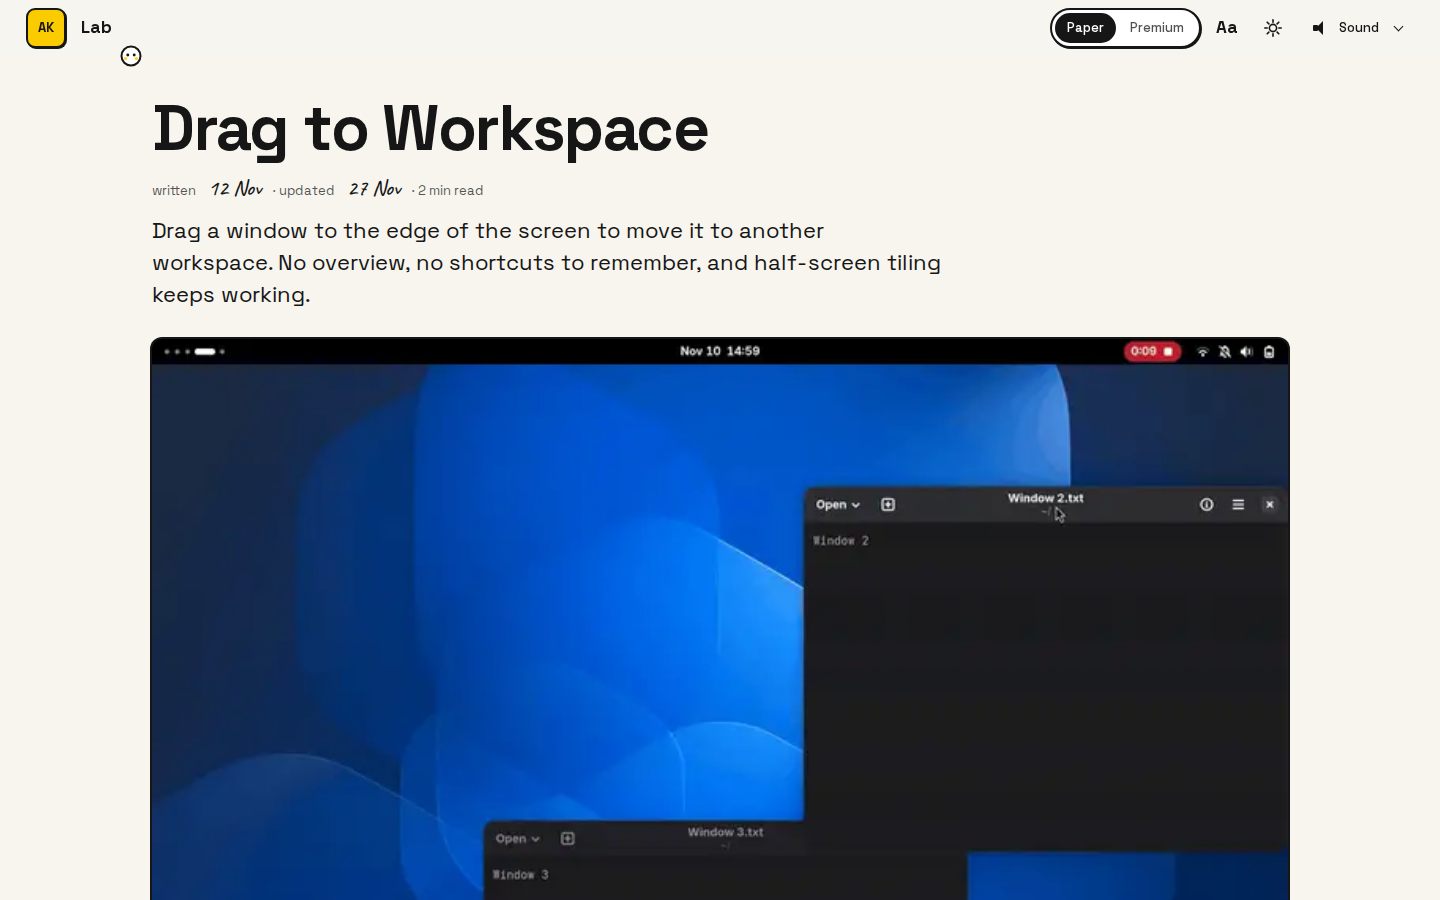 AK
Lab
Paper
Premium
Aa
Sound
Drag to Workspace
written 12 Nov · updated 27 Nov · 2 min read
Drag a window to the edge of the screen to move it to another
workspace. No overview, no shortcuts to remember, and half-screen tiling
keeps working.
Nov 10 14:59
0:09
Open
Window 2.txt
~/
Window 2
Open
Window 3.txt
~/
Window 3